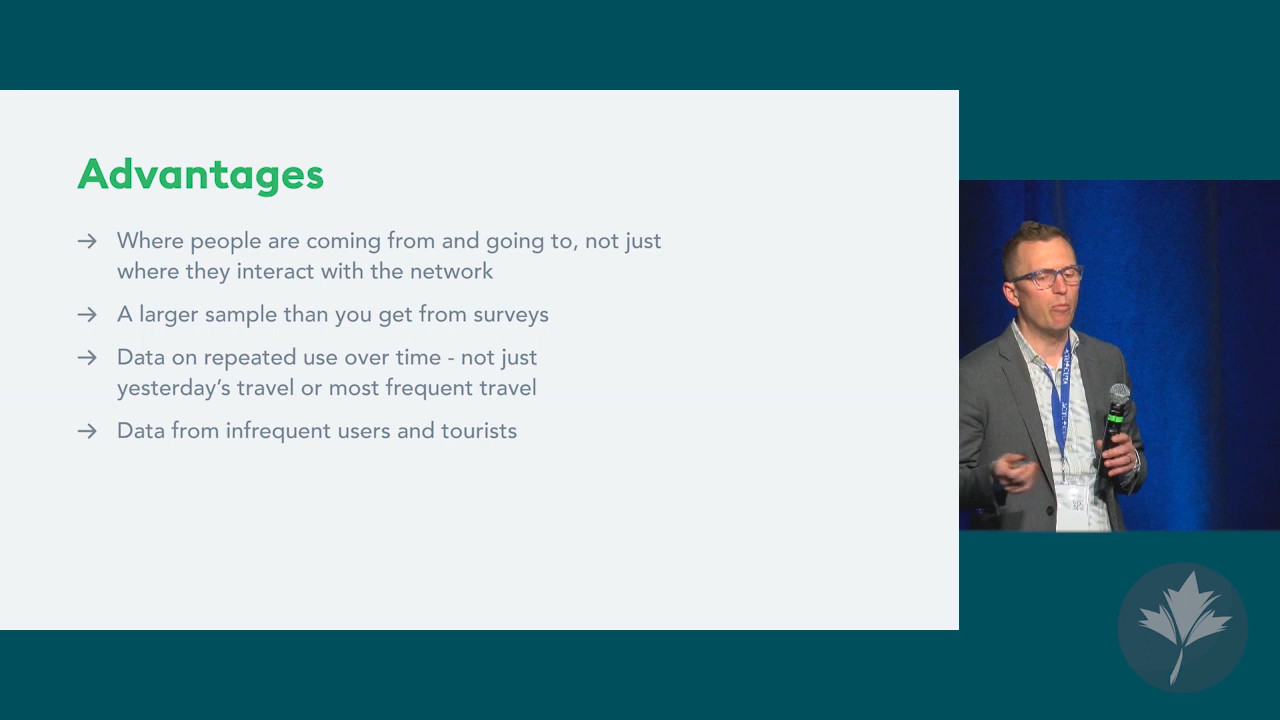 Advantages
→ Where people are coming from and going to, not just
where they interact with the network
→ A larger sample than you get from surveys
→ Data on repeated use over time - not just
yesterday's travel or most frequent travel
→ Data from infrequent users and tourists